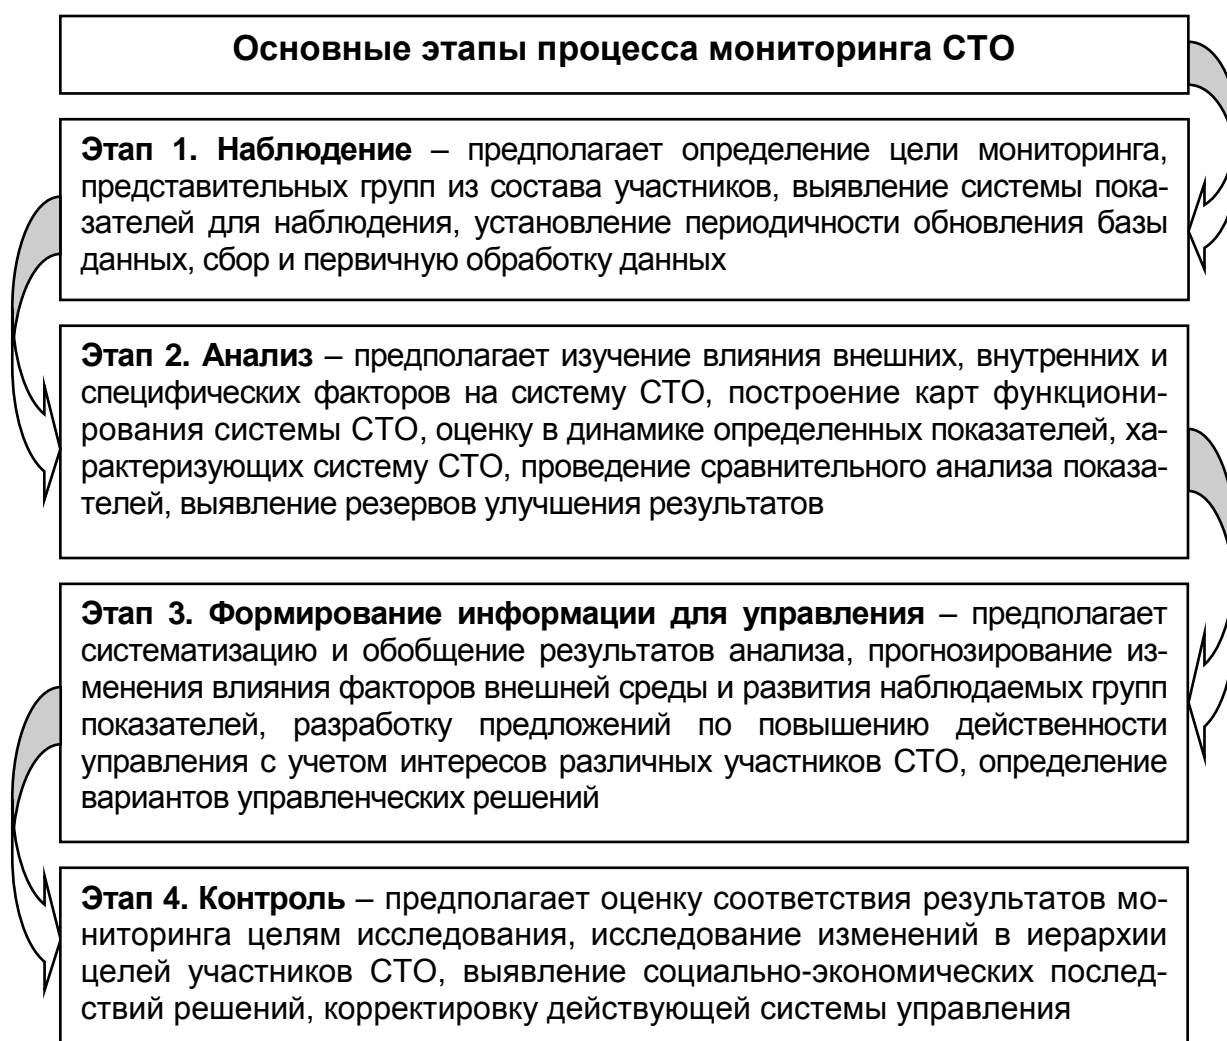 Основные этапы процесса мониторинга СТО
Этап 1. Наблюдение – предполагает определение цели мониторинга,
представительных групп из состава участников, выявление системы пока-
зателей для наблюдения, установление периодичности обновления базы
данных, сбор и первичную обработку данных
Этап 2. Анализ – предполагает изучение влияния внешних, внутренних и
специфических факторов на систему СТО, построение карт функциони-
рования системы СТО, оценку в динамике определенных показателей, ха-
рактеризующих систему СТО, проведение сравнительного анализа показа-
телей, выявление резервов улучшения результатов
Этап 3. Формирование информации для управления – предполагает
систематизацию и обобщение результатов анализа, прогнозирование из-
менения влияния факторов внешней среды и развития наблюдаемых групп
показателей, разработку предложений по повышению действенности
управления с учетом интересов различных участников СТО, определение
вариантов управленческих решений
Этап 4. Контроль – предполагает оценку соответствия результатов мо-
ниторинга целям исследования, исследование изменений в иерархии
целей участников СТО, выявление социально-экономических послед-
ствий решений, корректировку действующей системы управления